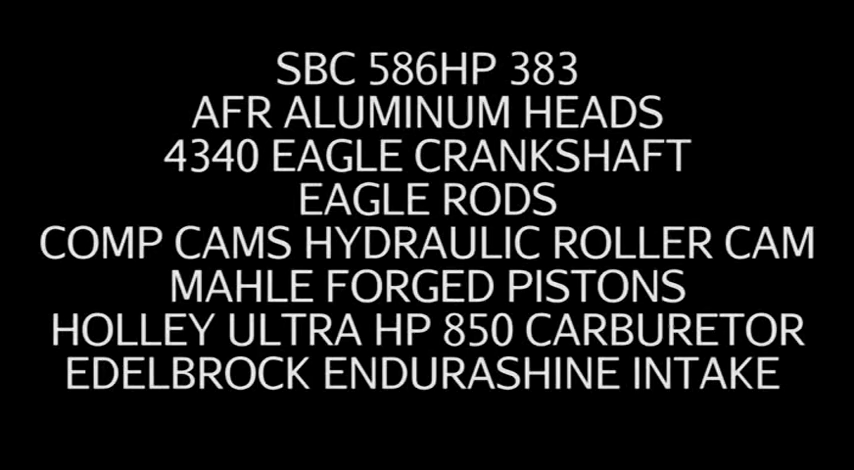 SBC 586HP 383
AFR ALUMINUM HEADS
4340 EAGLE CRANKSHAFT
EAGLE RODS
COMP CAMS HYDRAULIC ROLLER CAM
MAHLE FORGED PISTONS
HOLLEY ULTRA HP 850 CARBURETOR
EDELBROCK ENDURASHINE INTAKE